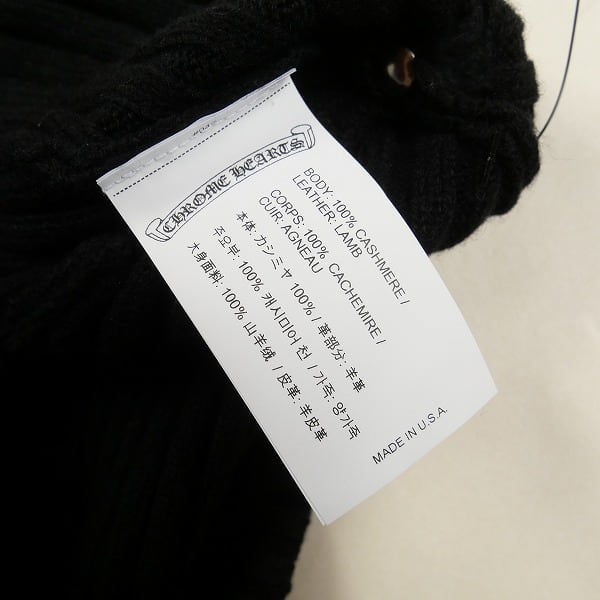 CHROME HEARTS
BODY: 100% CASHMERE /
LEATHER: LAMB
CORPS: 100% CACHEMIRE /
CUIR: AGNEAU
本体: カシミヤ 100% / 革部分: 羊革
주요부: 100% 캐시미어 천 / 가죽: 양가죽
大身面料: 100% 山羊绒 / 皮革: 羊皮革
MADE IN U.S.A.